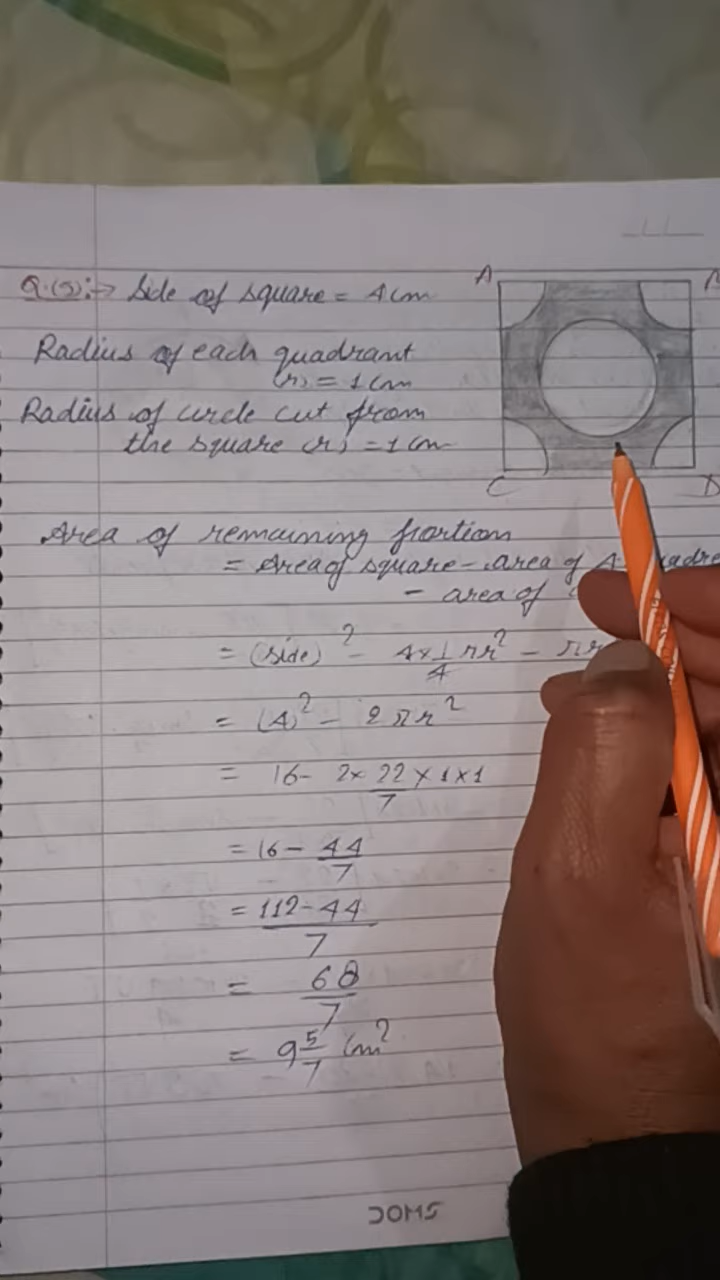 Q.(5):→ Side of square = 4cm
A
B
Radius of each quadrant
(r) = 1 cm
Radius of circle cut from
the square (r) = 1 cm
C
D
Area of remaining portion
= Area of square - area of 4
- area of
= (side)² - 4×1/4 πr² -
= (4)² - 2πr²
= 16- 2× 22/7 ×1×1
= 16 - 44/7
= 112-44/7
= 68/7
= 9 5/7 cm²
DOMS